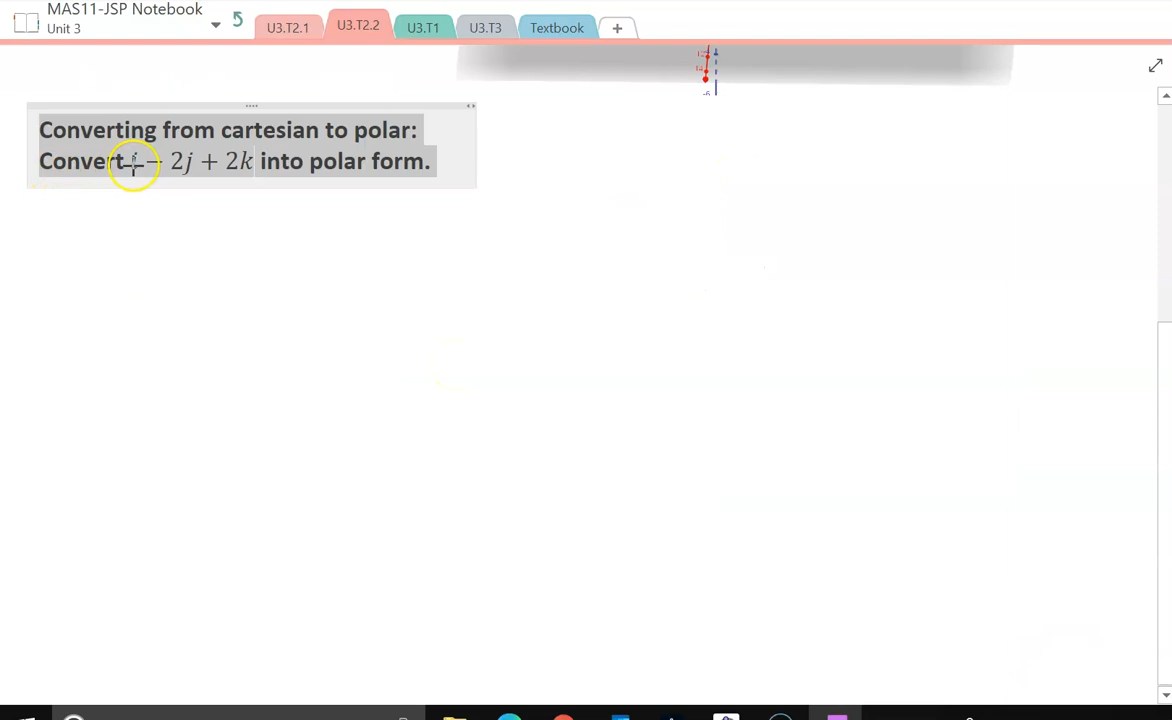 MAS11-JSP Notebook
Unit 3
U3.T2.1
U3.T2.2
U3.T1
U3.T3
Textbook
+
-6
Converting from cartesian to polar:
Convert i − 2j + 2k into polar form.